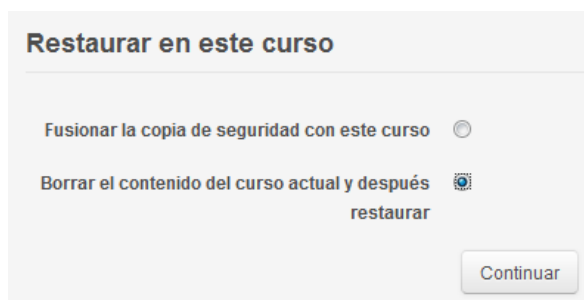 Restaurar en este curso
Fusionar la copia de seguridad con este curso
Borrar el contenido del curso actual y después
restaurar
Continuar